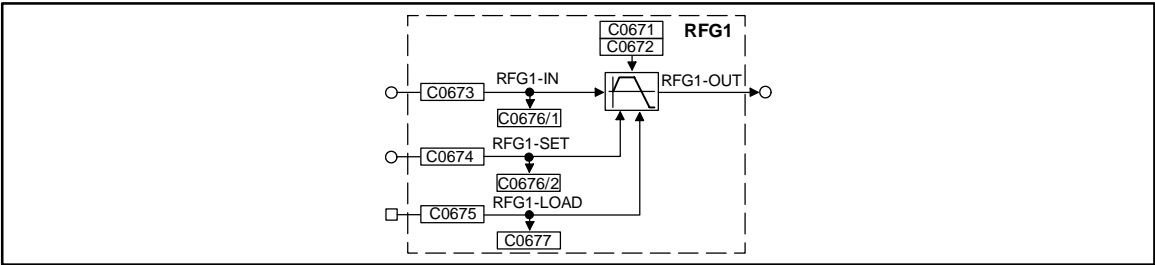 C0671 RFG1
C0672
RFG1-IN RFG1-OUT
C0673
C0676/1
RFG1-SET
C0674
C0676/2
RFG1-LOAD
C0675
C0677